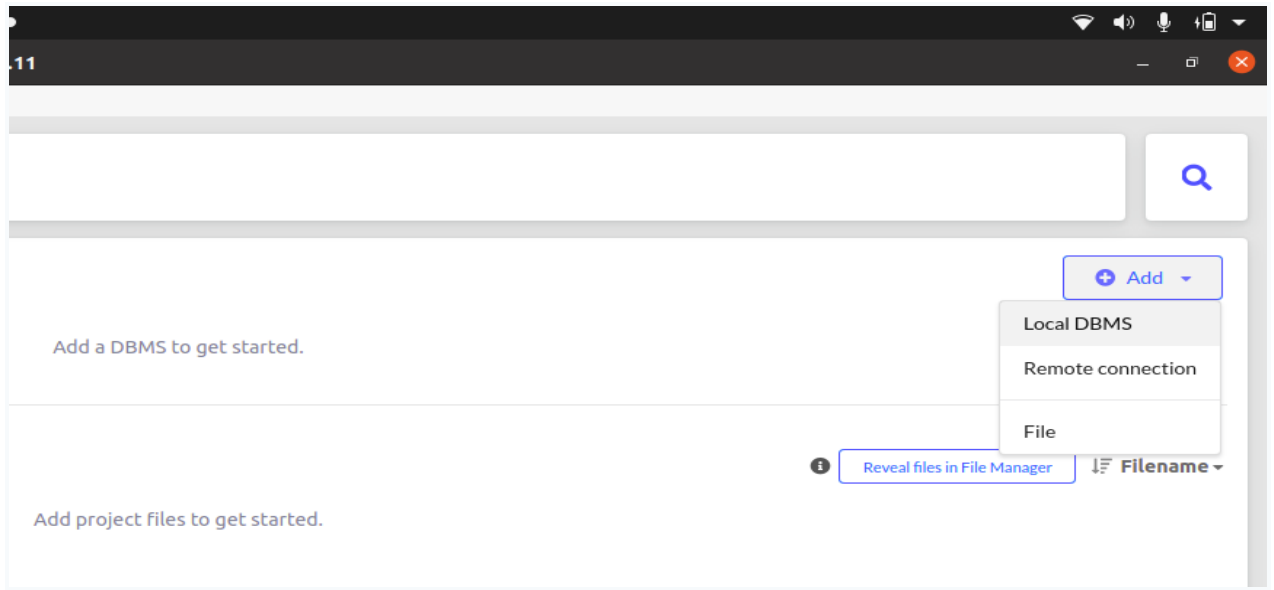 .11
Add
Local DBMS
Add a DBMS to get started.
Remote connection
File
Reveal files in File Manager
Filename
Add project files to get started.